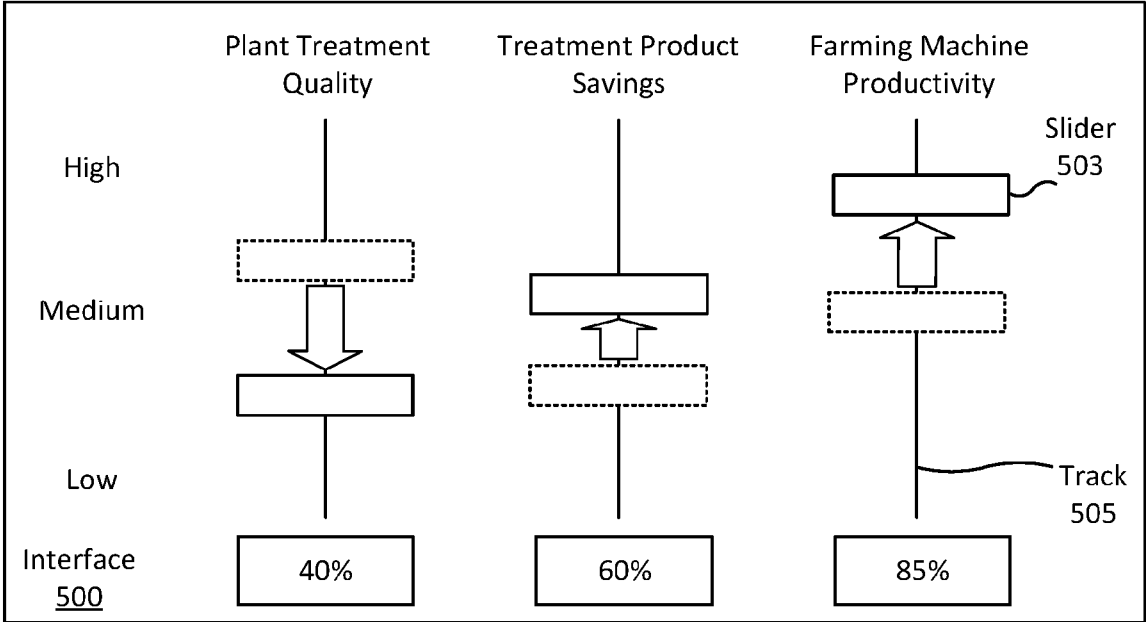 Plant Treatment
Quality
Treatment Product
Savings
Farming Machine
Productivity
Slider
503
High
Medium
Low
Track
505
Interface
500
40%
60%
85%